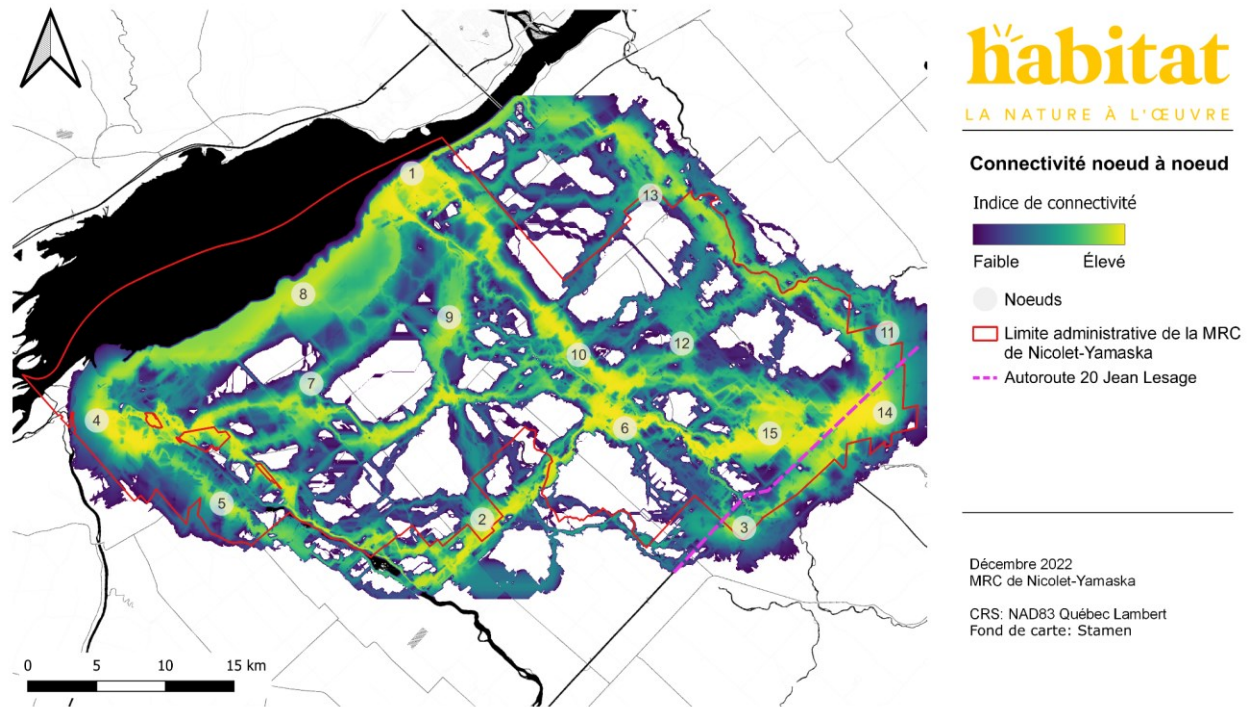 habitat
LA NATURE À L'ŒUVRE
Connectivité noeud à noeud
Indice de connectivité
Faible Élevé
Noeuds
Limite administrative de la MRC
de Nicolet-Yamaska
Autoroute 20 Jean Lesage
Décembre 2022
MRC de Nicolet-Yamaska
CRS: NAD83 Québec Lambert
Fond de carte: Stamen
1
13
8
9
11
12
10
7
4
14
6
15
5
2
3
0 5 10 15 km